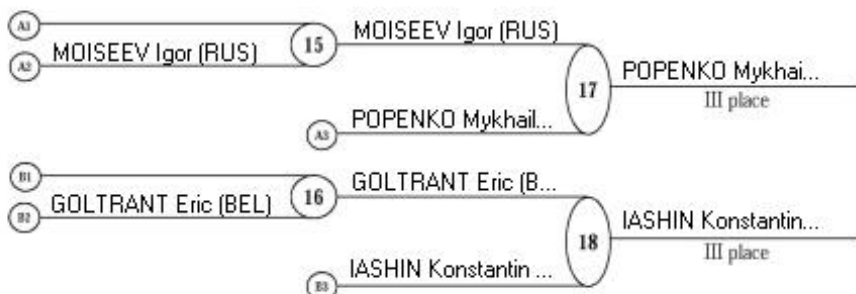 A1
15
MOISEEV Igor (RUS)
A2
MOISEEV Igor (RUS)
17
POPENKO Mykhai...
III place
A3
POPENKO Mykhail...
B1
16
GOLTRANT Eric (B...
B2
GOLTRANT Eric (BEL)
18
IASHIN Konstantin...
III place
B3
IASHIN Konstantin ...